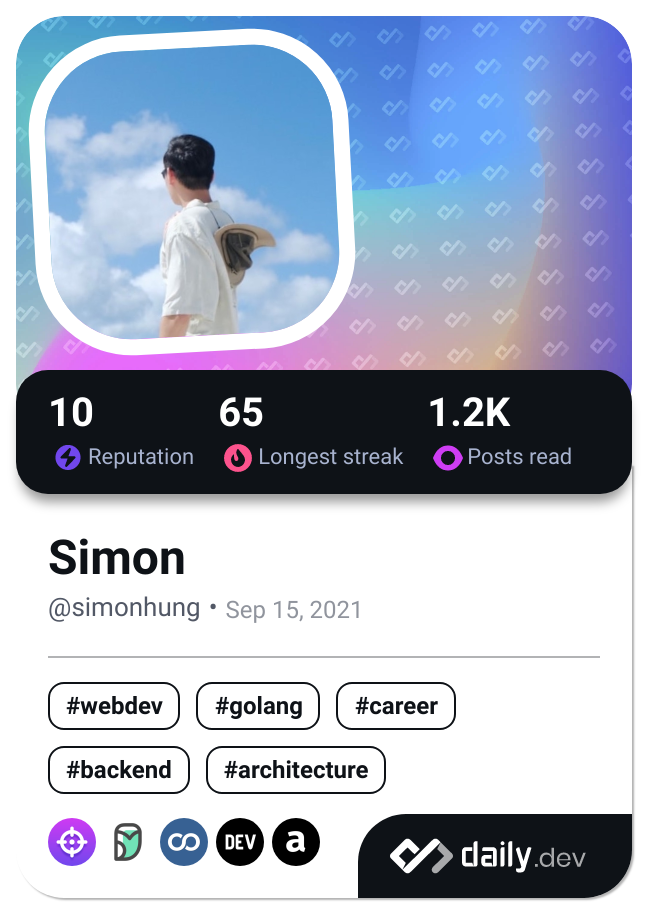 10 65 1.2K
Reputation Longest streak Posts read
Simon
@simonhung • Sep 15, 2021
#webdev #golang #career
#backend #architecture
DEV a daily.dev